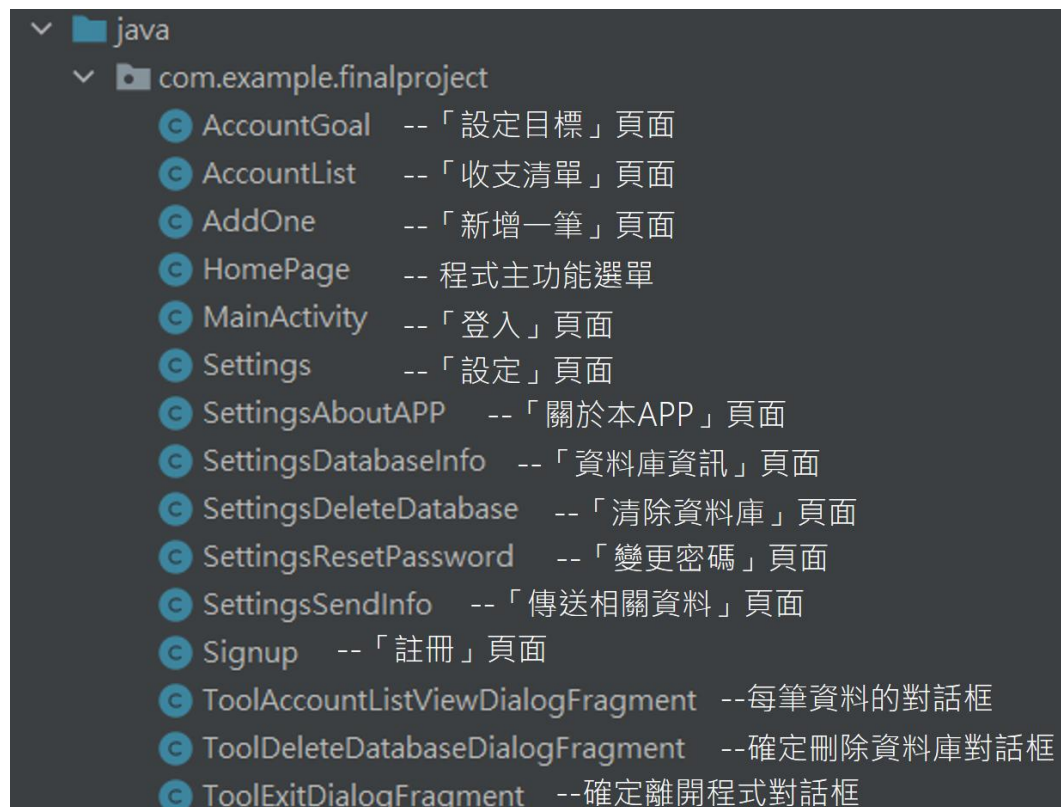 java
com.example.finalproject
AccountGoal --「設定目標」頁面
AccountList --「收支清單」頁面
AddOne --「新增一筆」頁面
HomePage -- 程式主功能選單
MainActivity --「登入」頁面
Settings --「設定」頁面
SettingsAboutAPP --「關於本APP」頁面
SettingsDatabaseInfo --「資料庫資訊」頁面
SettingsDeleteDatabase --「清除資料庫」頁面
SettingsResetPassword --「變更密碼」頁面
SettingsSendInfo --「傳送相關資料」頁面
Signup --「註冊」頁面
ToolAccountListViewDialogFragment --每筆資料的對話框
ToolDeleteDatabaseDialogFragment --確定刪除資料庫對話框
ToolExitDialogFragment --確定離開程式對話框